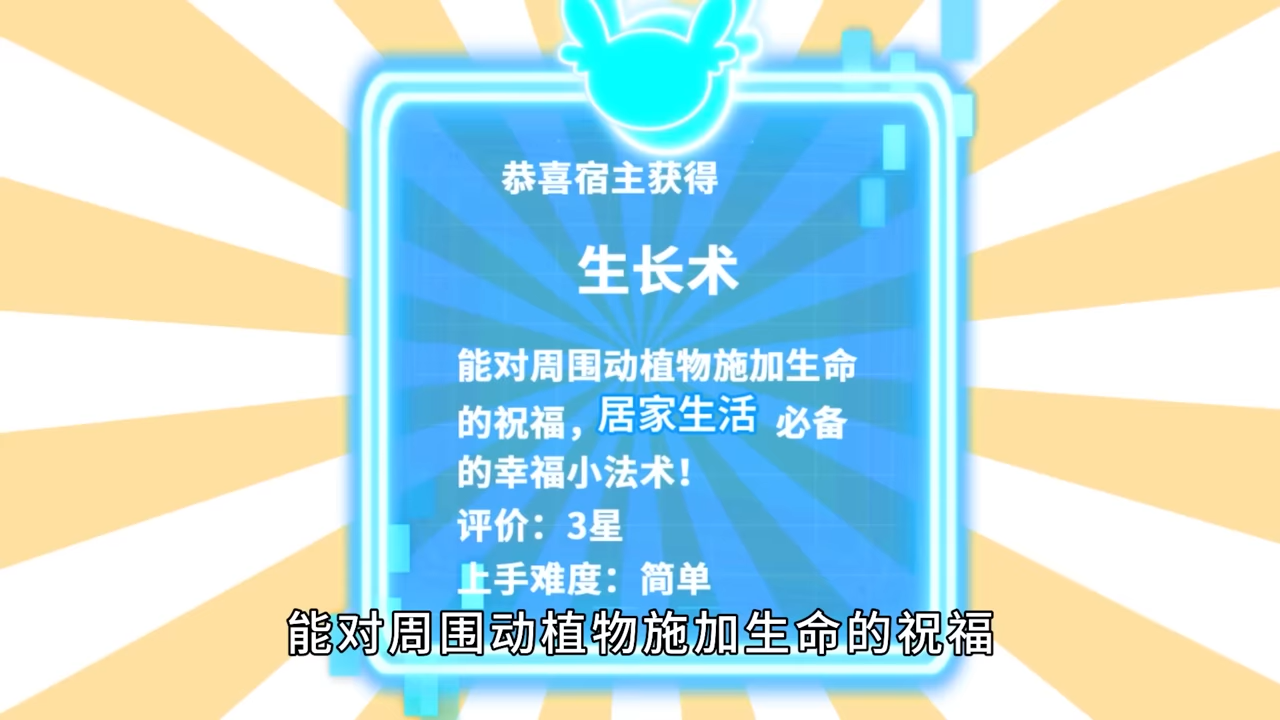 恭喜宿主获得
生长术
能对周围动植物施加生命
的祝福，居家生活 必备
的幸福小法术！
评价：3星
上手难度：简单
能对周围动植物施加生命的祝福